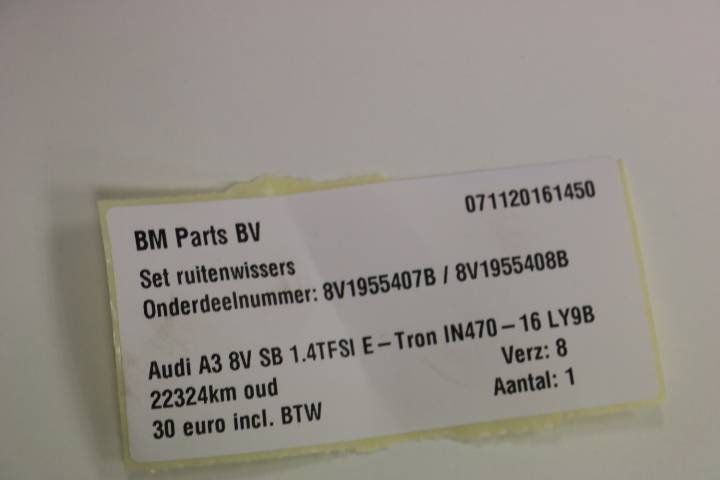 BM Parts BV 071120161450
Set ruitenwissers
Onderdeelnummer: 8V1955407B / 8V1955408B
Audi A3 8V SB 1.4TFSI E-Tron IN470-16 LY9B
22324km oud Verz: 8
30 euro incl. BTW Aantal: 1